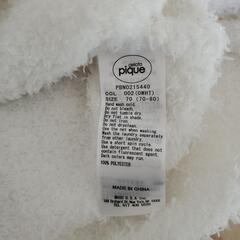 gelato
pique
PBNO215440
COL 002(OWHT)
SIZE 70 (70-80)
Hand wash cold.
Do not bleach.
Do not tumble dry.
Dry flat in shade.
Do not iron.
Do not dryclean.
Use the net when washing.
Wash the laundry separately
from other laundry.
Use a short spin cycle.
Use detergent that does not
contain fluorescent agent.
Dark colors may run.
100% POLYESTER
MADE IN CHINA